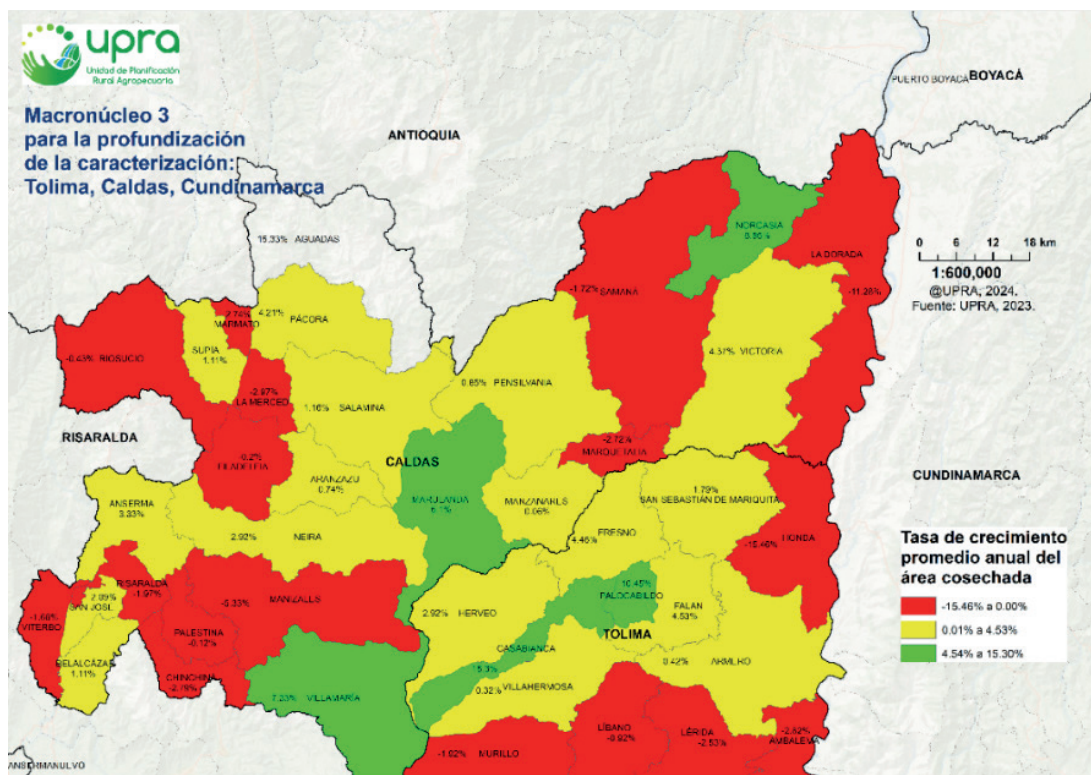 upra
Unidad de Planificación
Rural Agropecuaria
Macronúcleo 3
para la profundización
de la caracterización:
Tolima, Caldas, Cundinamarca
ANTIOQUIA
PUERTO BOYACÁ
BOYACÁ
15.33% AGUADAS
NORCASIA
LA DORADA
-11.28%
0 6 12 18 km
1:600,000
@UPRA, 2024.
Fuente: UPRA, 2023.
-1.72% SAMANÁ
2.74%
MARMATO
4.21%
PÁCORA
-0.43% RIOSUCIO
SUPÍA
1.11%
4.37% VICTORIA
0.85% PENSILVANIA
-2.97%
LA MERCED
1.16% SALAMINA
RISARALDA
-0.2%
FILADELFIA
CALDAS
-2.72%
MARQUETALIA
CUNDINAMARCA
ARANZAZU
0.74%
MARULANDA
6.1%
MANZANARES
0.06%
1.79%
SAN SEBASTIÁN DE MARIQUITA
ANSERMA
3.33%
2.92% NEIRA
FRESNO
4.46%
-15.46% HONDA
Tasa de crecimiento
promedio anual del
área cosechada
-15.46% a 0.00%
0.01% a 4.53%
4.54% a 15.30%
RISARALDA
-1.97%
2.09%
SAN JOSÉ
MANIZALES
10.45%
PALOCABILDO
FALAN
4.53%
2.92% HERVEO
VITERBO
PALESTINA
-0.12%
TOLIMA
CASABIANCA
15.3%
BELALCÁZAR
1.11%
CHINCHINÁ
-2.79%
0.42% ARMERO
0.32% VILLAHERMOSA
7.23% VILLAMARÍA
LÍBANO
-0.92%
LÉRIDA
-2.53%
AMBALEMA
-1.02% MURILLO
ANSERMANUEVO